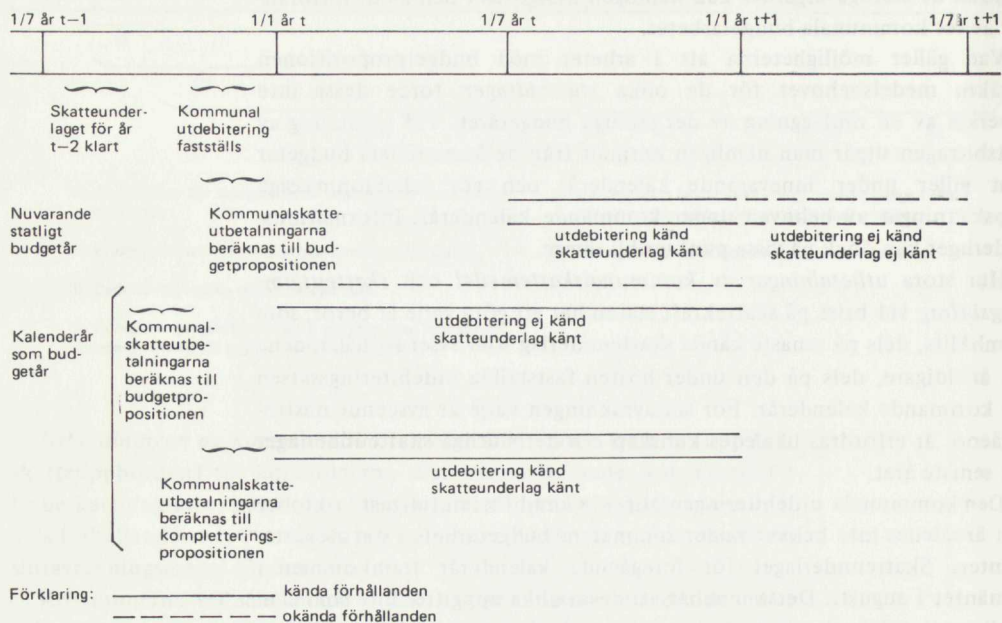 1/7 år t–1 1/1 år t 1/7 år t 1/1 år t+1 1/7 år t+1
Skatteunder-
laget för år
t–2 klart
Kommunal
utdebitering
fastställs
Nuvarande
statligt
budgetår
Kommunalskatte-
utbetalningarna
beräknas till bud-
getpropositionen
utdebitering känd
skatteunderlag känt
utdebitering ej känd
skatteunderlag ej känt
Kalenderår
som bud-
getår
Kommunal-
skatteutbe-
talningarna
beräknas till
budgetpro-
positionen
utdebitering ej känd
skatteunderlag känt
Kommunalskatte-
utbetalningarna
beräknas till
kompletterings-
propositionen
utdebitering känd
skatteunderlag känt
Förklaring: kända förhållanden
okända förhållanden